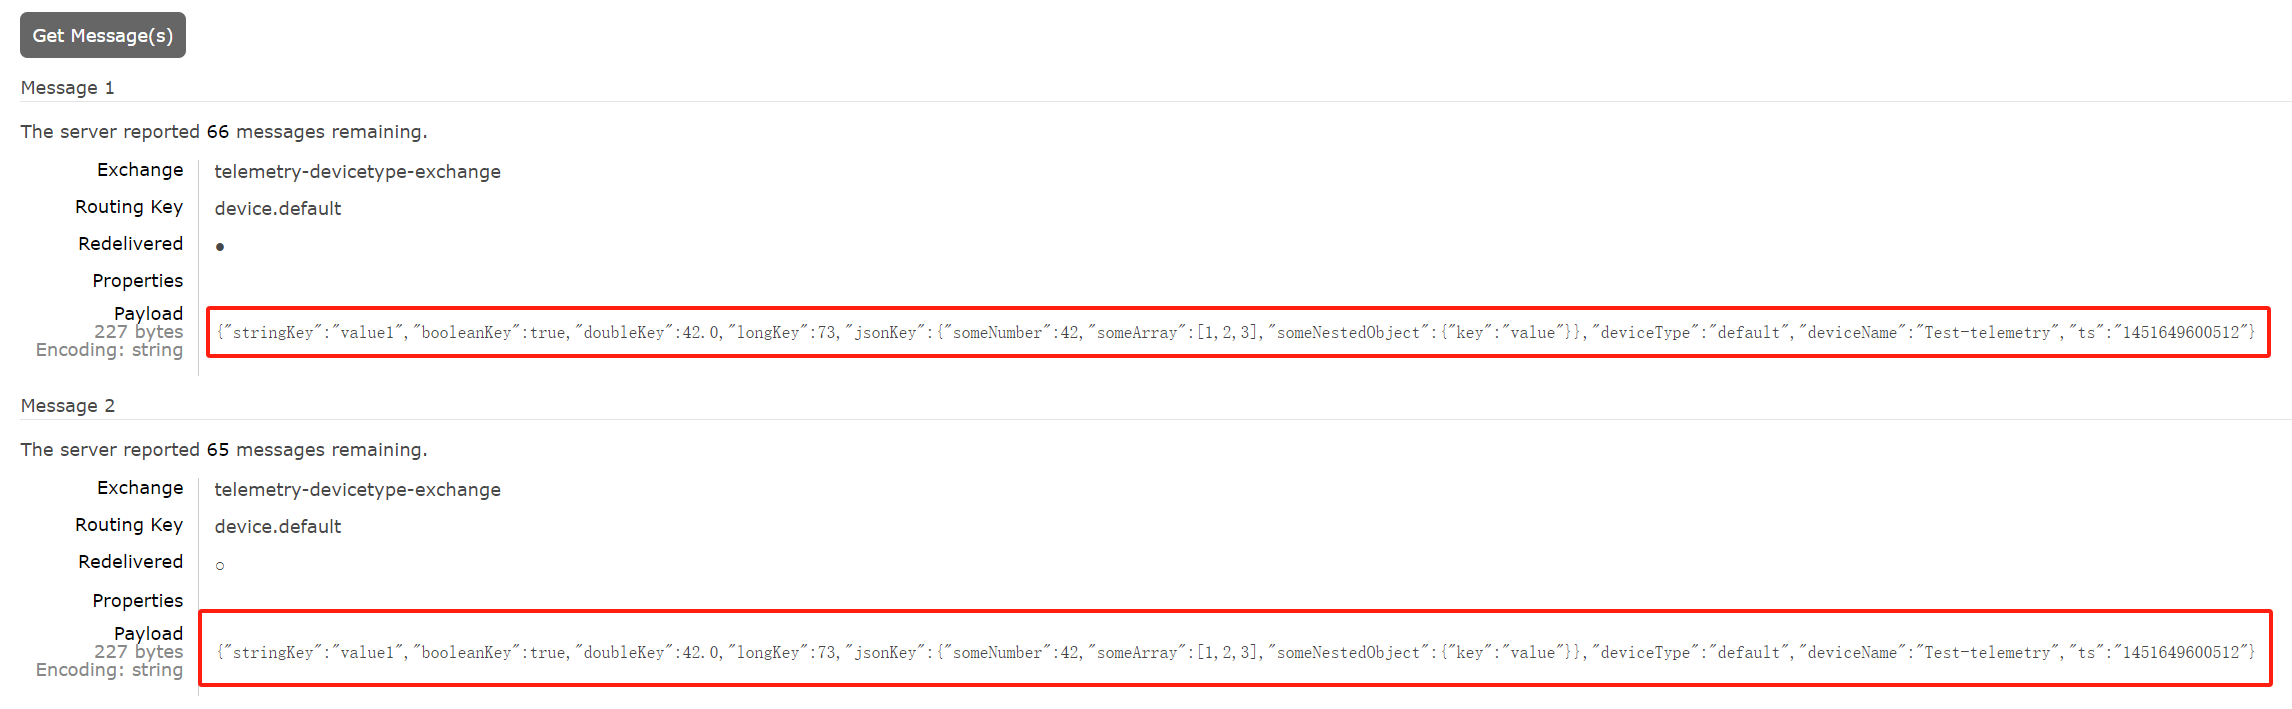 Get Message(s)
Message 1
The server reported 66 messages remaining.
Exchange telemetry-devicetype-exchange
Routing Key device.default
Redelivered ●
Properties
Payload
227 bytes
Encoding: string
{"stringKey":"value1","booleanKey":true,"doubleKey":42.0,"longKey":73,"jsonKey":{"someNumber":42,"someArray":[1,2,3],"someNestedObject":{"key":"value"}},"deviceType":"default","deviceName":"Test-telemetry","ts":"1451649600512"}
Message 2
The server reported 65 messages remaining.
Exchange telemetry-devicetype-exchange
Routing Key device.default
Redelivered ○
Properties
Payload
227 bytes
Encoding: string
{"stringKey":"value1","booleanKey":true,"doubleKey":42.0,"longKey":73,"jsonKey":{"someNumber":42,"someArray":[1,2,3],"someNestedObject":{"key":"value"}},"deviceType":"default","deviceName":"Test-telemetry","ts":"1451649600512"}